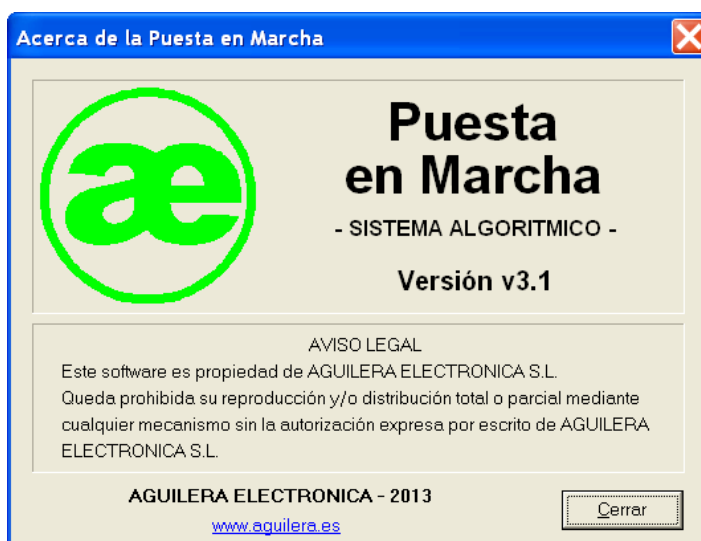 Acerca de la Puesta en Marcha
æ
Puesta
en Marcha
- SISTEMA ALGORITMICO -
Versión v3.1
AVISO LEGAL
Este software es propiedad de AGUILERA ELECTRONICA S.L.
Queda prohibida su reproducción y/o distribución total o parcial mediante
cualquier mecanismo sin la autorización expresa por escrito de AGUILERA
ELECTRONICA S.L.
AGUILERA ELECTRONICA - 2013
www.aguilera.es
Cerrar